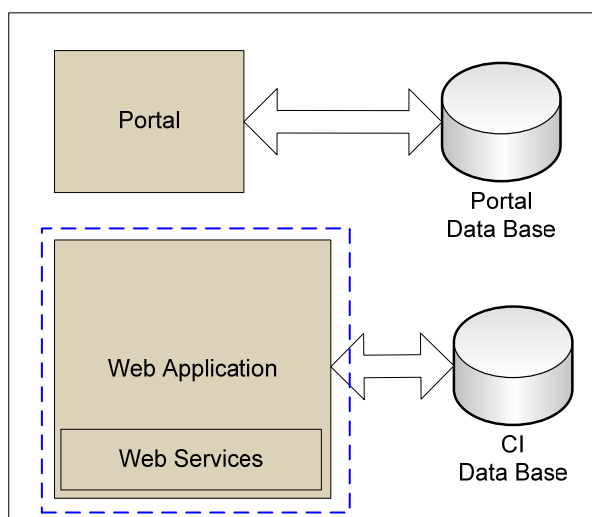 Portal
Portal
Data Base
Web Application
Web Services
CI
Data Base